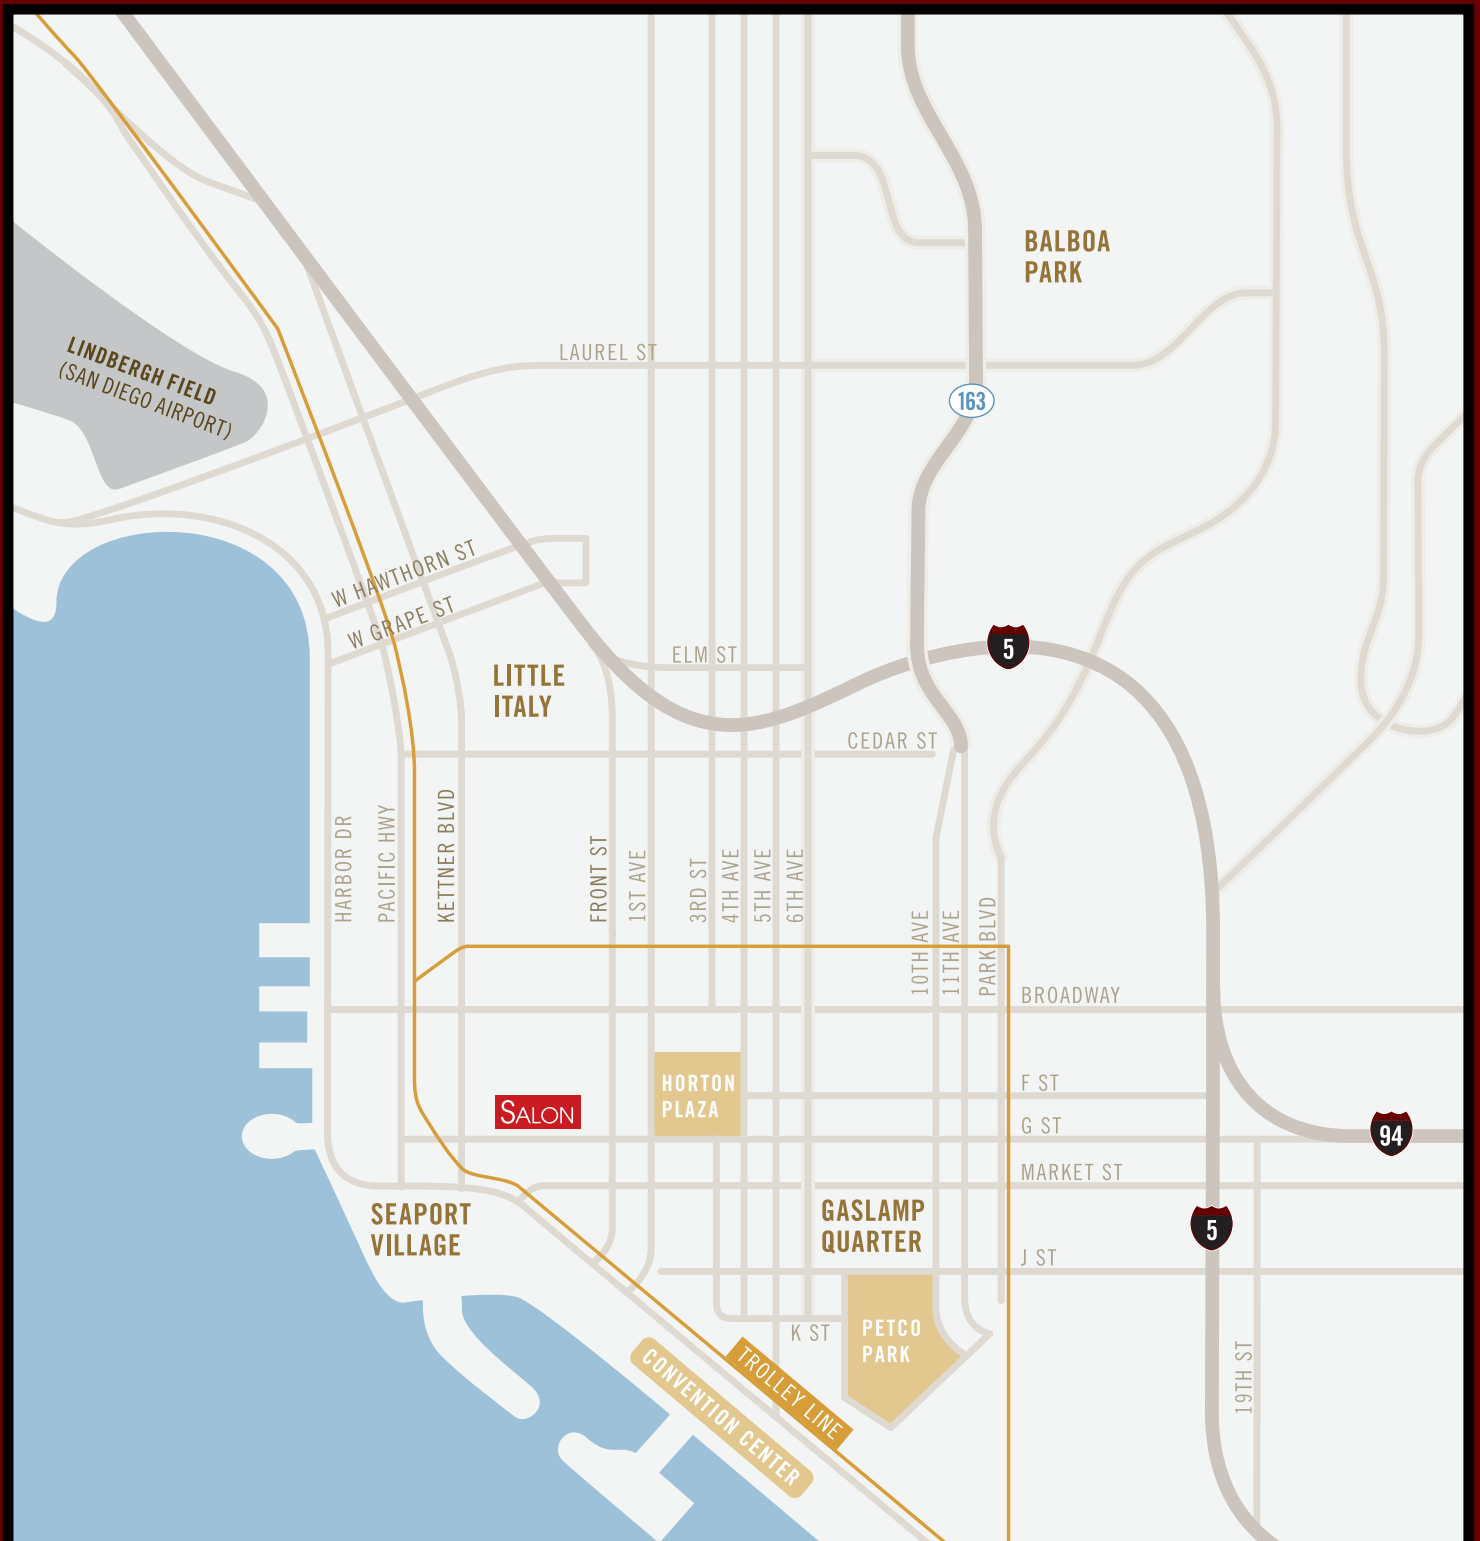 BALBOA
PARK
LINDBERGH FIELD
(SAN DIEGO AIRPORT)
LAUREL ST
163
W HAWTHORN ST
W GRAPE ST
5
ELM ST
LITTLE
ITALY
CEDAR ST
HARBOR DR
PACIFIC HWY
KETTNER BLVD
FRONT ST
1ST AVE
3RD ST
4TH AVE
5TH AVE
6TH AVE
10TH AVE
11TH AVE
PARK BLVD
BROADWAY
HORTON
PLAZA
F ST
SALON
G ST
94
MARKET ST
SEAPORT
VILLAGE
GASLAMP
QUARTER
5
J ST
K ST
PETCO
PARK
TROLLEY LINE
CONVENTION CENTER
19TH ST